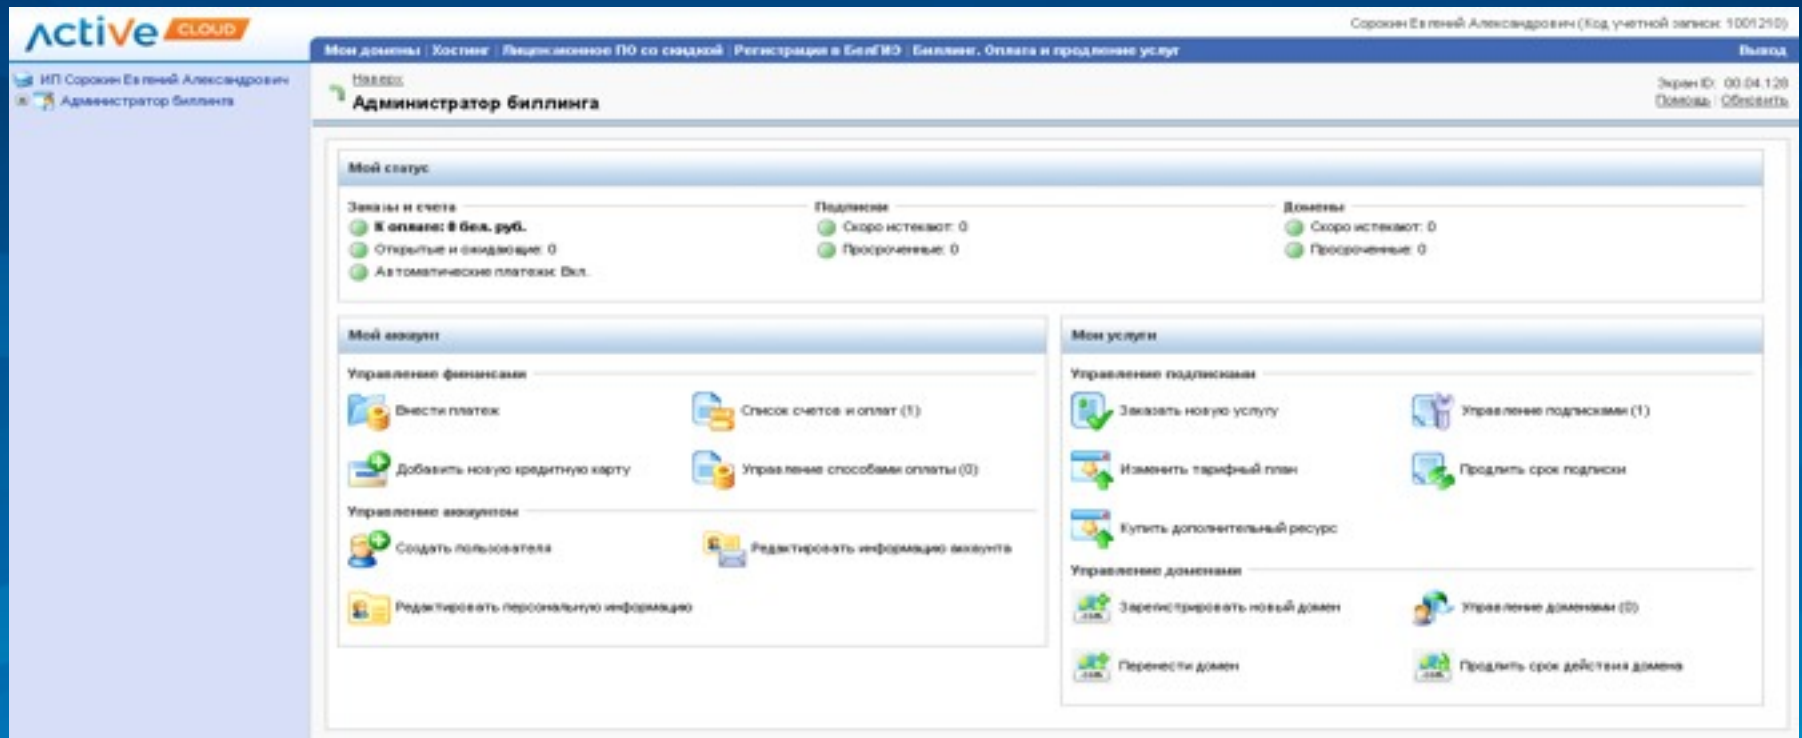 Active CLOUD
Сорокин Евгений Александрович (Код учетной записи: 1001210)
Мои домены | Хостинг | Лицензионное ПО со скидкой | Регистрация в БелГИЭ | Биллинг. Оплата и продление услуг
Выход
ИП Сорокин Евгений Александрович
Администратор биллинга
Наверх
Администратор биллинга
Экран ID: 00.04.128
Помощь | Обновить
Мой статус
Заказы и счета
К оплате: 0 бел. руб.
Открытые и ожидающие: 0
Автоматические платежи: Вкл.
Подписки
Скоро истекают: 0
Просроченные: 0
Домены
Скоро истекают: 0
Просроченные: 0
Мой аккаунт
Управление финансами
Внести платеж
Список счетов и оплат (1)
Добавить новую кредитную карту
Управление способами оплаты (0)
Управление аккаунтом
Создать пользователя
Редактировать информацию аккаунта
Редактировать персональную информацию
Мои услуги
Управление подписками
Заказать новую услугу
Управление подписками (1)
Изменить тарифный план
Продлить срок подписки
Купить дополнительный ресурс
Управление доменами
Зарегистрировать новый домен
Управление доменами (0)
Перенести домен
Продлить срок действия домена